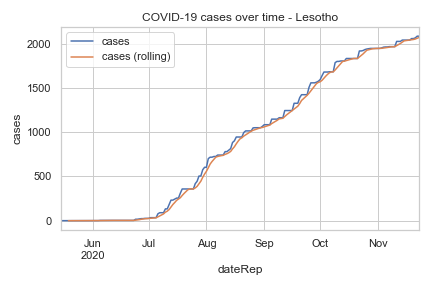 COVID-19 cases over time - Lesotho
cases
cases (rolling)
2000
1500
1000
500
0
cases
Jun
2020
Jul
Aug
Sep
Oct
Nov
dateRep